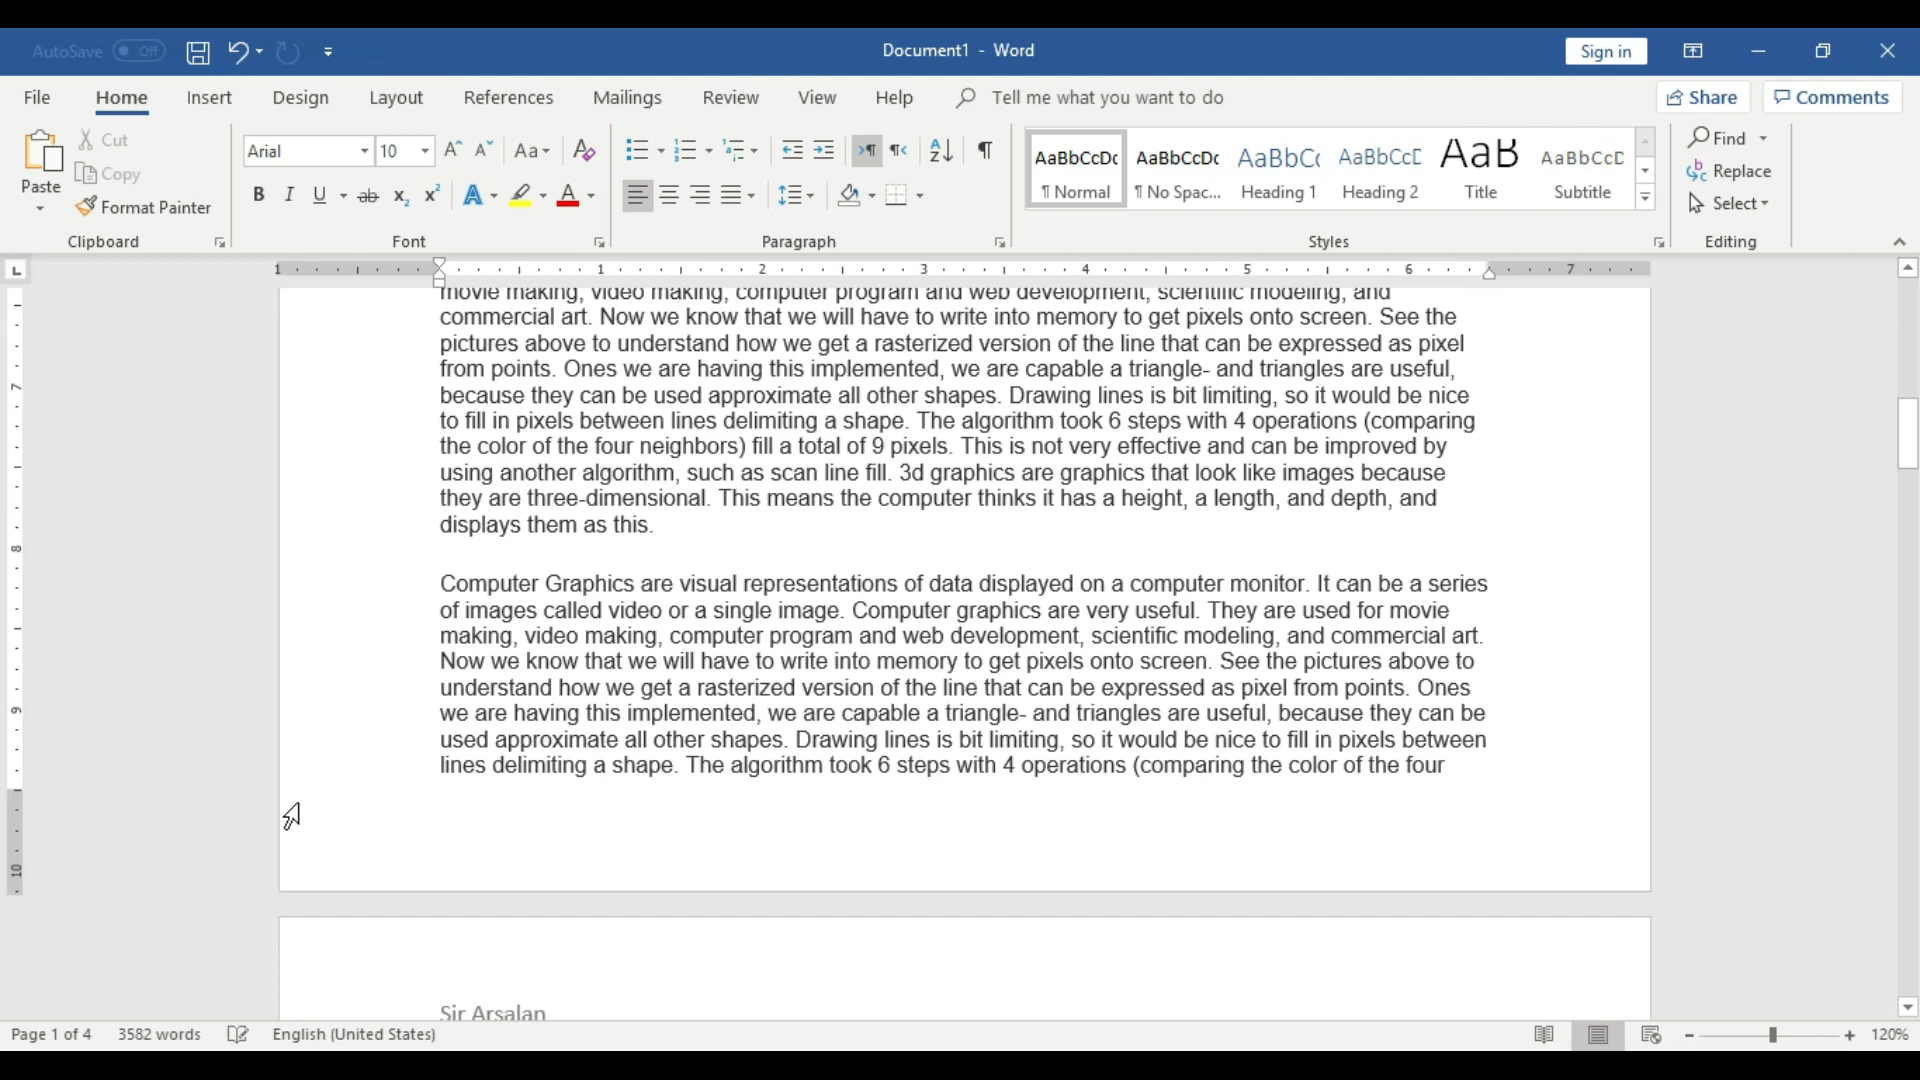 AutoSave Off
Document1 - Word
Sign in
File Home Insert Design Layout References Mailings Review View Help Tell me what you want to do Share Comments
Paste
Cut
Copy
Format Painter
Clipboard
Arial 10
Font
Paragraph
AaBbCcDc AaBbCcDc AaBbC( AaBbCcD AaB AaBbCcD
¶ Normal ¶ No Spac... Heading 1 Heading 2 Title Subtitle
Styles
Find
Replace
Select
Editing
1 1 2 3 4 5 6 7
7
8
9
10
movie making, video making, computer program and web development, scientific modeling, and
commercial art. Now we know that we will have to write into memory to get pixels onto screen. See the
pictures above to understand how we get a rasterized version of the line that can be expressed as pixel
from points. Ones we are having this implemented, we are capable a triangle- and triangles are useful,
because they can be used approximate all other shapes. Drawing lines is bit limiting, so it would be nice
to fill in pixels between lines delimiting a shape. The algorithm took 6 steps with 4 operations (comparing
the color of the four neighbors) fill a total of 9 pixels. This is not very effective and can be improved by
using another algorithm, such as scan line fill. 3d graphics are graphics that look like images because
they are three-dimensional. This means the computer thinks it has a height, a length, and depth, and
displays them as this.
Computer Graphics are visual representations of data displayed on a computer monitor. It can be a series
of images called video or a single image. Computer graphics are very useful. They are used for movie
making, video making, computer program and web development, scientific modeling, and commercial art.
Now we know that we will have to write into memory to get pixels onto screen. See the pictures above to
understand how we get a rasterized version of the line that can be expressed as pixel from points. Ones
we are having this implemented, we are capable a triangle- and triangles are useful, because they can be
used approximate all other shapes. Drawing lines is bit limiting, so it would be nice to fill in pixels between
lines delimiting a shape. The algorithm took 6 steps with 4 operations (comparing the color of the four
Sir Arsalan
Page 1 of 4 3582 words English (United States) 120%